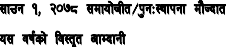 साउन १, २०७८ समायोजीत/पुनःस्थापना मौज्दात
यस वर्षको विस्तृत आम्दानी